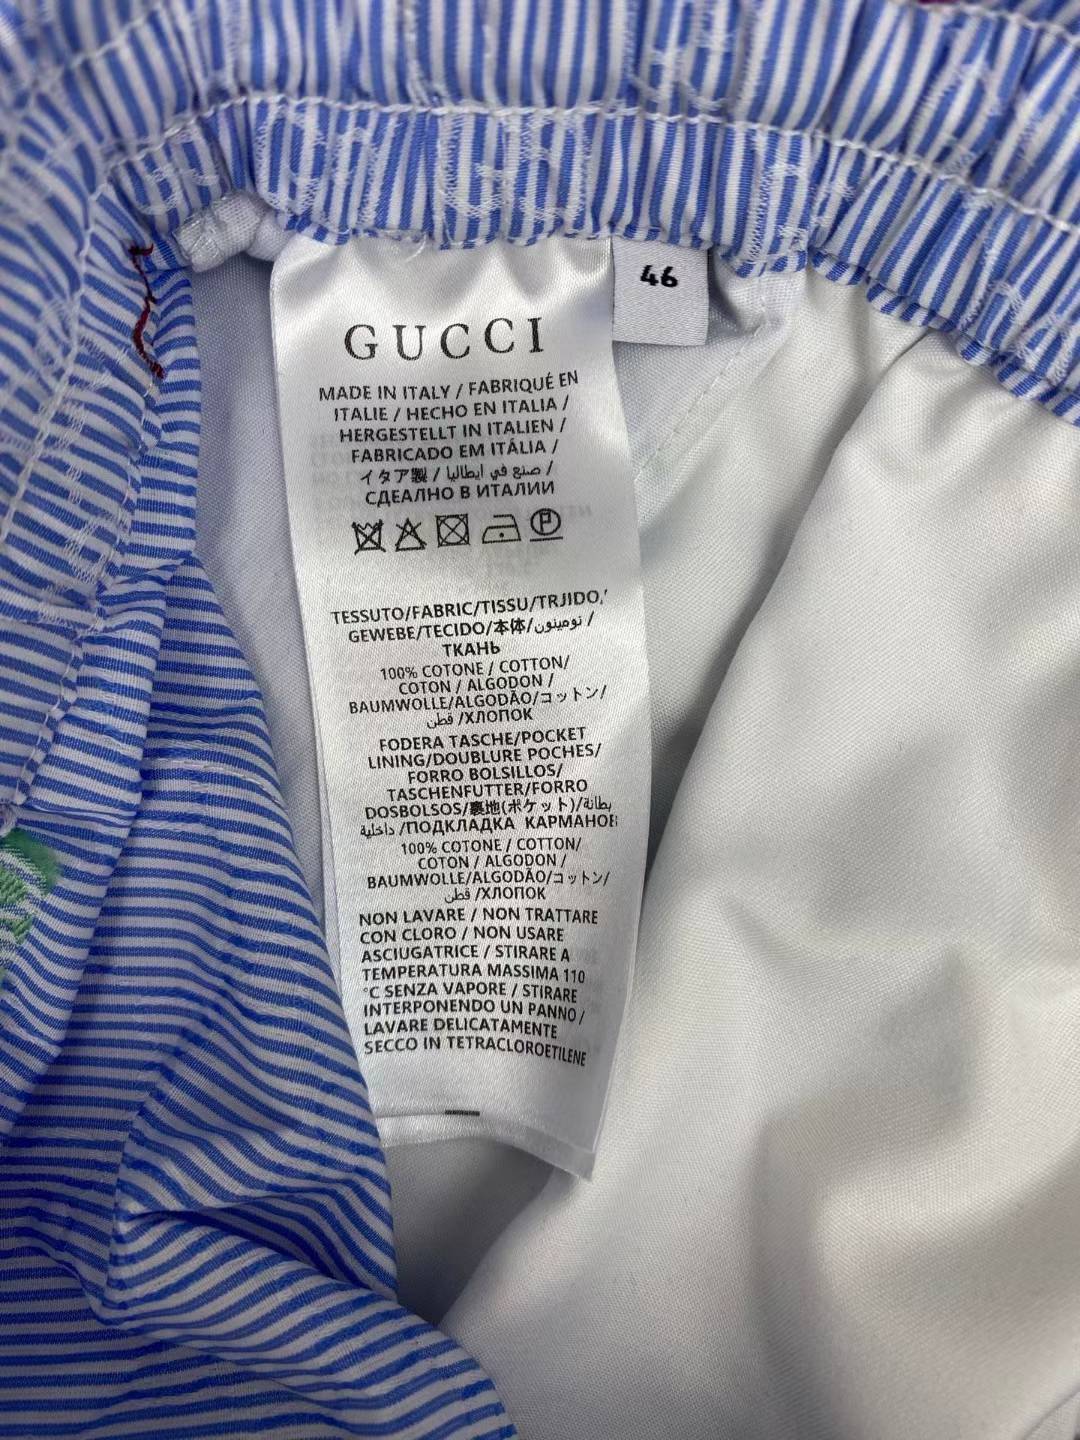 46
GUCCI
MADE IN ITALY / FABRIQUÉ EN
ITALIE / HECHO EN ITALIA /
HERGESTELLT IN ITALIEN /
FABRICADO EM ITÁLIA /
イタア製 / صنع في ايطاليا /
СДЕАЛНО В ИТАЛИИ
P
TESSUTO/FABRIC/TISSU/TRJIDO,'
GEWEBE/TECIDO/本体/نومينون/
ТКАНЬ
100% COTONE / COTTON/
COTON / ALGODON /
BAUMWOLLE/ALGODÃO/コットン/
قطن /ХЛОПОК
FODERA TASCHE/POCKET
LINING/DOUBLURE POCHES/
FORRO BOLSILLOS/
TASCHENFUTTER/FORRO
DOSBOLSOS/裏地(ポケット)/بطانة
داخلية /ПОДКЛАДКА КАРМАНОВ
100% COTONE / COTTON/
COTON / ALGODON /
BAUMWOLLE/ALGODÃO/コットン/
قطن /ХЛОПОК
NON LAVARE / NON TRATTARE
CON CLORO / NON USARE
ASCIUGATRICE / STIRARE A
TEMPERATURA MASSIMA 110
°C SENZA VAPORE / STIRARE
INTERPONENDO UN PANNO /
LAVARE DELICATAMENTE
SECCO IN TETRACLOROETILENE